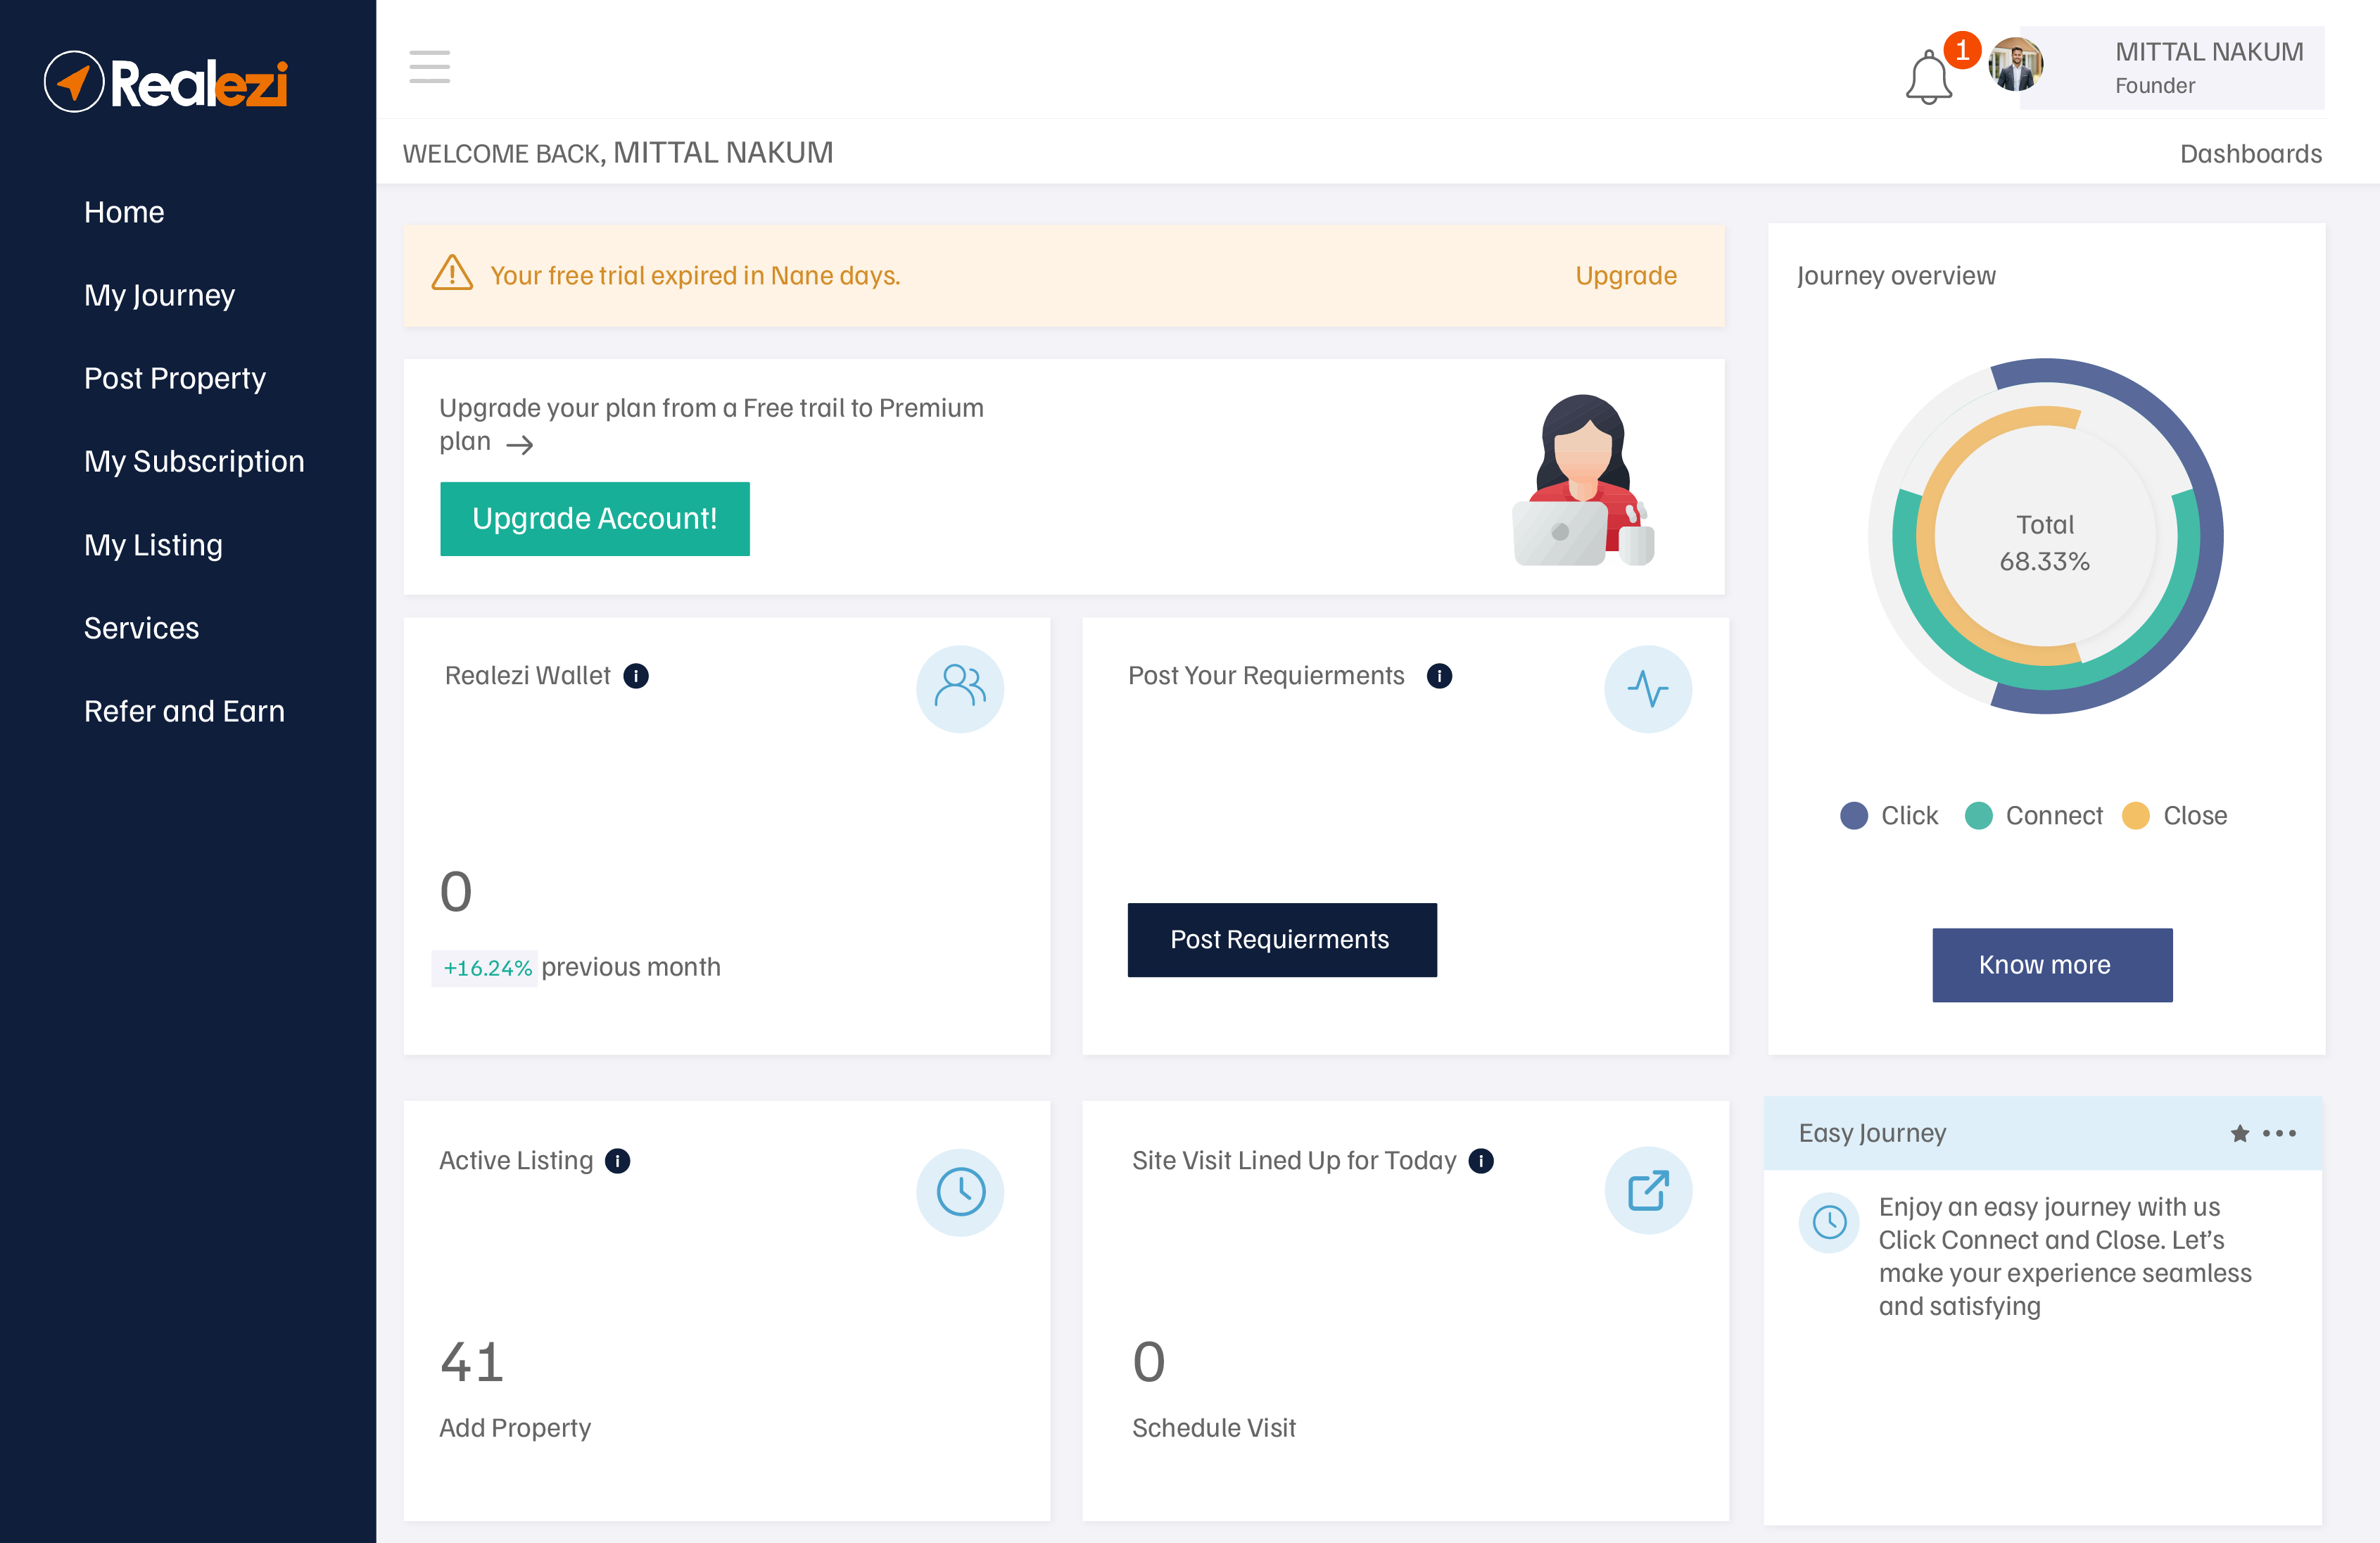 Realezi
Home
My Journey
Post Property
My Subscription
My Listing
Services
Refer and Earn
1
MITTAL NAKUM
Founder
WELCOME BACK, MITTAL NAKUM
Dashboards
Your free trial expired in Nane days.
Upgrade
Upgrade your plan from a Free trail to Premium
plan →
Upgrade Account!
Journey overview
Total
68.33%
Click
Connect
Close
Know more
Realezi Wallet i
0
+16.24% previous month
Post Your Requierments i
Post Requierments
Active Listing i
41
Add Property
Site Visit Lined Up for Today i
0
Schedule Visit
Easy Journey
Enjoy an easy journey with us
Click Connect and Close. Let’s
make your experience seamless
and satisfying